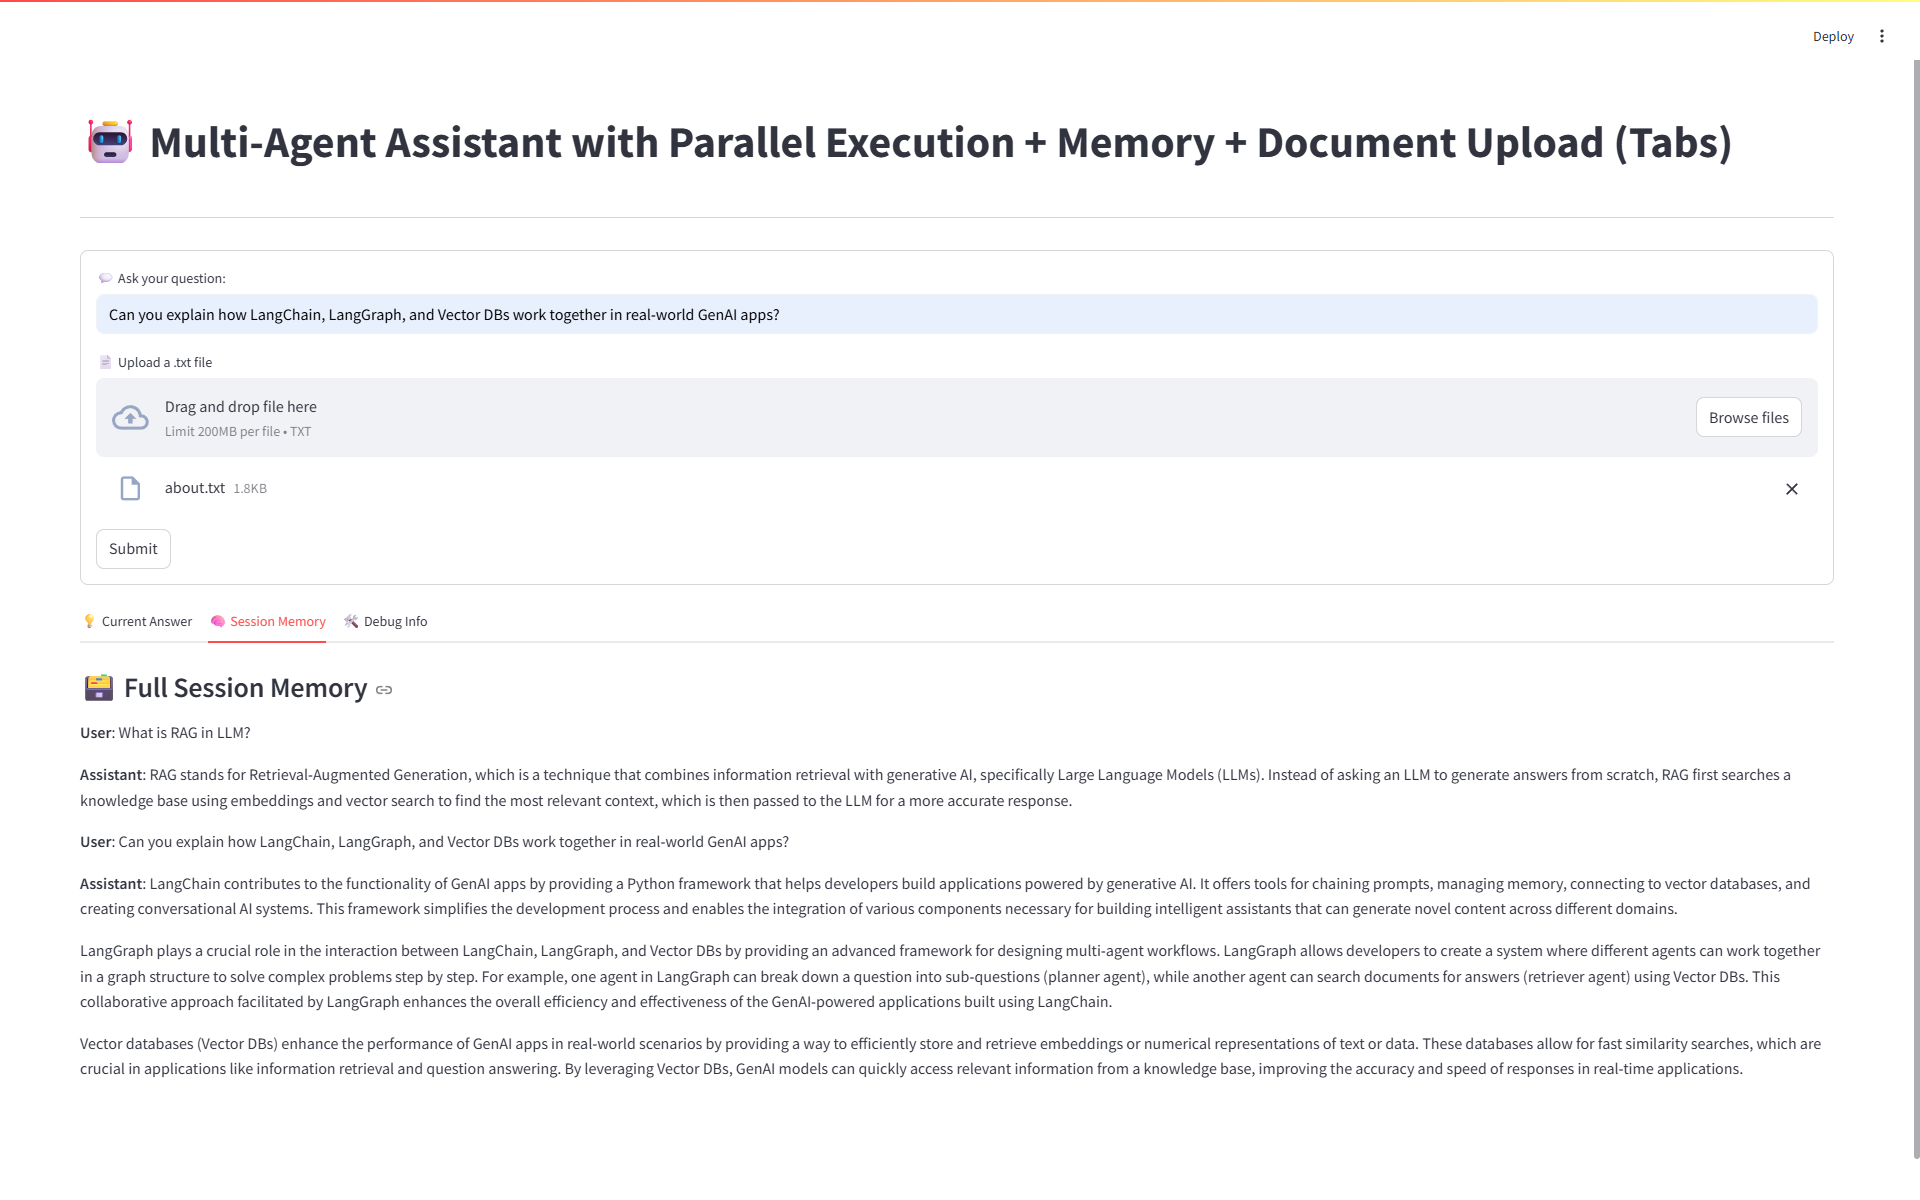 Deploy
Multi-Agent Assistant with Parallel Execution + Memory + Document Upload (Tabs)
Ask your question:
Can you explain how LangChain, LangGraph, and Vector DBs work together in real-world GenAI apps?
Upload a .txt file
Drag and drop file here
Limit 200MB per file • TXT
Browse files
about.txt 1.8KB
Submit
Current Answer Session Memory Debug Info
Full Session Memory
User: What is RAG in LLM?
Assistant: RAG stands for Retrieval-Augmented Generation, which is a technique that combines information retrieval with generative AI, specifically Large Language Models (LLMs). Instead of asking an LLM to generate answers from scratch, RAG first searches a
knowledge base using embeddings and vector search to find the most relevant context, which is then passed to the LLM for a more accurate response.
User: Can you explain how LangChain, LangGraph, and Vector DBs work together in real-world GenAI apps?
Assistant: LangChain contributes to the functionality of GenAI apps by providing a Python framework that helps developers build applications powered by generative AI. It offers tools for chaining prompts, managing memory, connecting to vector databases, and
creating conversational AI systems. This framework simplifies the development process and enables the integration of various components necessary for building intelligent assistants that can generate novel content across different domains.
LangGraph plays a crucial role in the interaction between LangChain, LangGraph, and Vector DBs by providing an advanced framework for designing multi-agent workflows. LangGraph allows developers to create a system where different agents can work together
in a graph structure to solve complex problems step by step. For example, one agent in LangGraph can break down a question into sub-questions (planner agent), while another agent can search documents for answers (retriever agent) using Vector DBs. This
collaborative approach facilitated by LangGraph enhances the overall efficiency and effectiveness of the GenAI-powered applications built using LangChain.
Vector databases (Vector DBs) enhance the performance of GenAI apps in real-world scenarios by providing a way to efficiently store and retrieve embeddings or numerical representations of text or data. These databases allow for fast similarity searches, which are
crucial in applications like information retrieval and question answering. By leveraging Vector DBs, GenAI models can quickly access relevant information from a knowledge base, improving the accuracy and speed of responses in real-time applications.